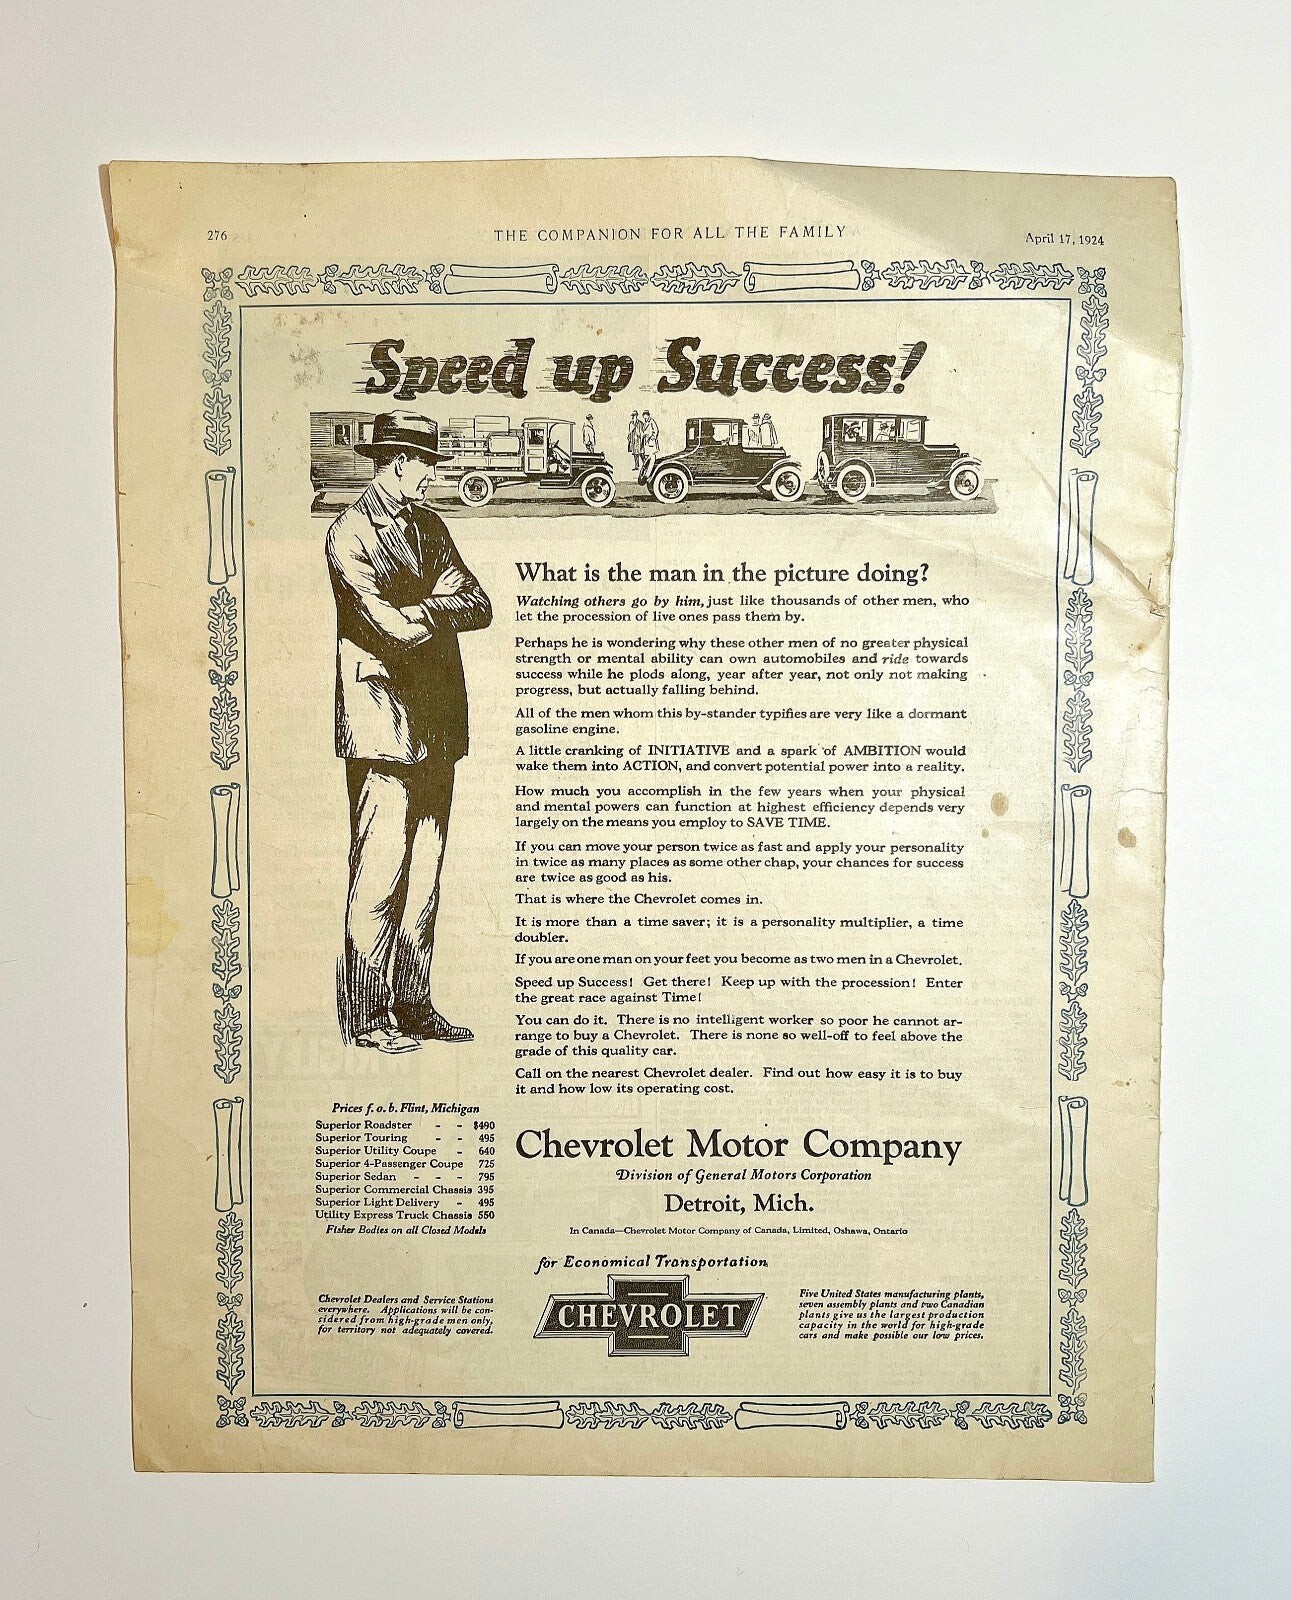 276
THE COMPANION FOR ALL THE FAMILY
April 17, 1924
Speed up Success!
What is the man in the picture doing?
Watching others go by him, just like thousands of other men, who
let the procession of live ones pass them by.
Perhaps he is wondering why these other men of no greater physical
strength or mental ability can own automobiles and ride towards
success while he plods along, year after year, not only not making
progress, but actually falling behind.
All of the men whom this by-stander typifies are very like a dormant
gasoline engine.
A little cranking of INITIATIVE and a spark of AMBITION would
wake them into ACTION, and convert potential power into a reality.
How much you accomplish in the few years when your physical
and mental powers can function at highest efficiency depends very
largely on the means you employ to SAVE TIME.
If you can move your person twice as fast and apply your personality
in twice as many places as some other chap, your chances for success
are twice as good as his.
That is where the Chevrolet comes in.
It is more than a time saver; it is a personality multiplier, a time
doubler.
If you are one man on your feet you become as two men in a Chevrolet.
Speed up Success! Get there! Keep up with the procession! Enter
the great race against Time!
You can do it. There is no intelligent worker so poor he cannot ar-
range to buy a Chevrolet. There is none so well-off to feel above the
grade of this quality car.
Call on the nearest Chevrolet dealer. Find out how easy it is to buy
it and how low its operating cost.
Prices f. o. b. Flint, Michigan
Superior Roadster - - $490
Superior Touring - - 495
Superior Utility Coupe - 640
Superior 4-Passenger Coupe 725
Superior Sedan - - - 795
Superior Commercial Chassis 395
Superior Light Delivery - 495
Utility Express Truck Chassis 550
Fisher Bodies on all Closed Models
Chevrolet Motor Company
Division of General Motors Corporation
Detroit, Mich.
In Canada—Chevrolet Motor Company of Canada, Limited, Oshawa, Ontario
for Economical Transportation
CHEVROLET
Chevrolet Dealers and Service Stations
everywhere. Applications will be con-
sidered from high-grade men only,
for territory not adequately covered.
Five United States manufacturing plants,
seven assembly plants and two Canadian
plants give us the largest production
capacity in the world for high-grade
cars and make possible our low prices.